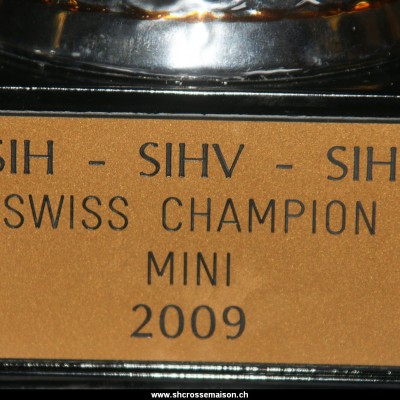 SIH - SIHV - SIH
SWISS CHAMPION
MINI
2009
www.shcrossemaison.ch